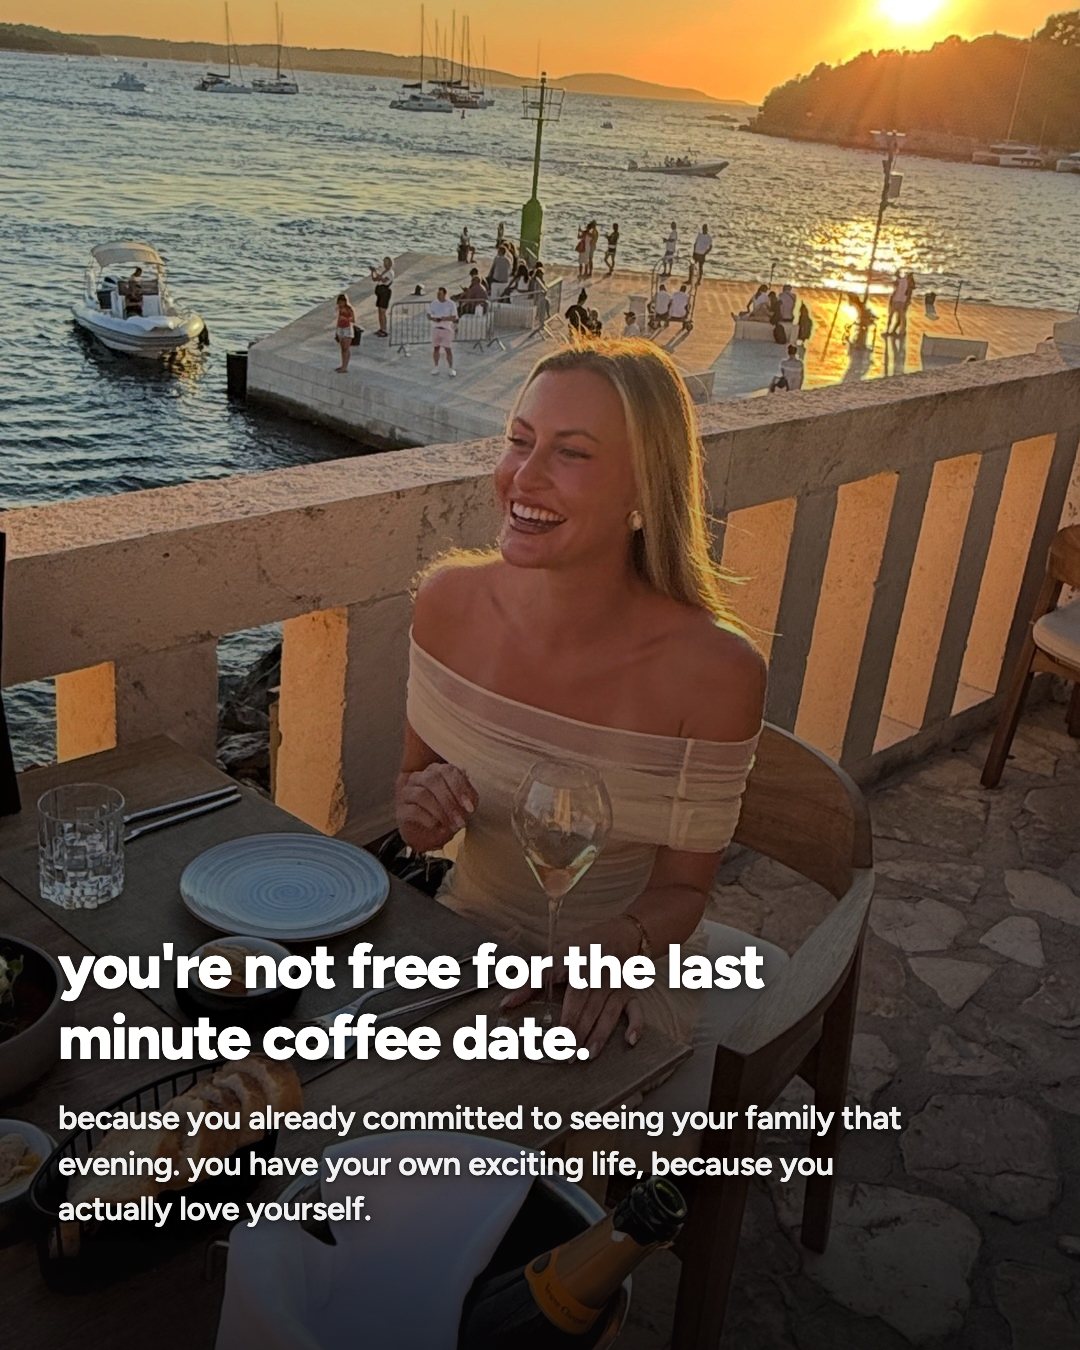 you're not free for the last
minute coffee date.
because you already committed to seeing your family that
evening. you have your own exciting life, because you
actually love yourself.